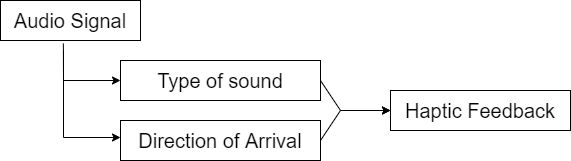 Audio Signal
Type of sound
Direction of Arrival
Haptic Feedback